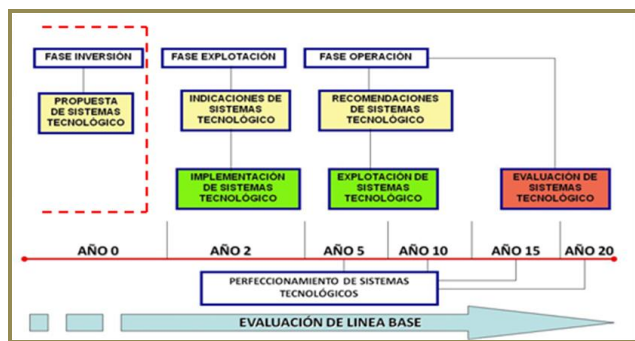 FASE INVERSIÓN
FASE EXPLOTACIÓN
FASE OPERACIÓN
PROPUESTA
DE SISTEMAS
TECNOLÓGICO
INDICACIONES DE
SISTEMAS
TECNOLÓGICO
RECOMENDACIONES
DE SISTEMAS
TECNOLÓGICO
IMPLEMENTACIÓN
DE SISTEMAS
TECNOLÓGICO
EXPLOTACIÓN DE
SISTEMAS
TECNOLÓGICO
EVALUACIÓN DE
SISTEMAS
TECNOLÓGICO
AÑO 0
AÑO 2
AÑO 5
AÑO 10
AÑO 15
AÑO 20
PERFECCIONAMIENTO DE SISTEMAS
TECNOLÓGICOS
EVALUACIÓN DE LINEA BASE